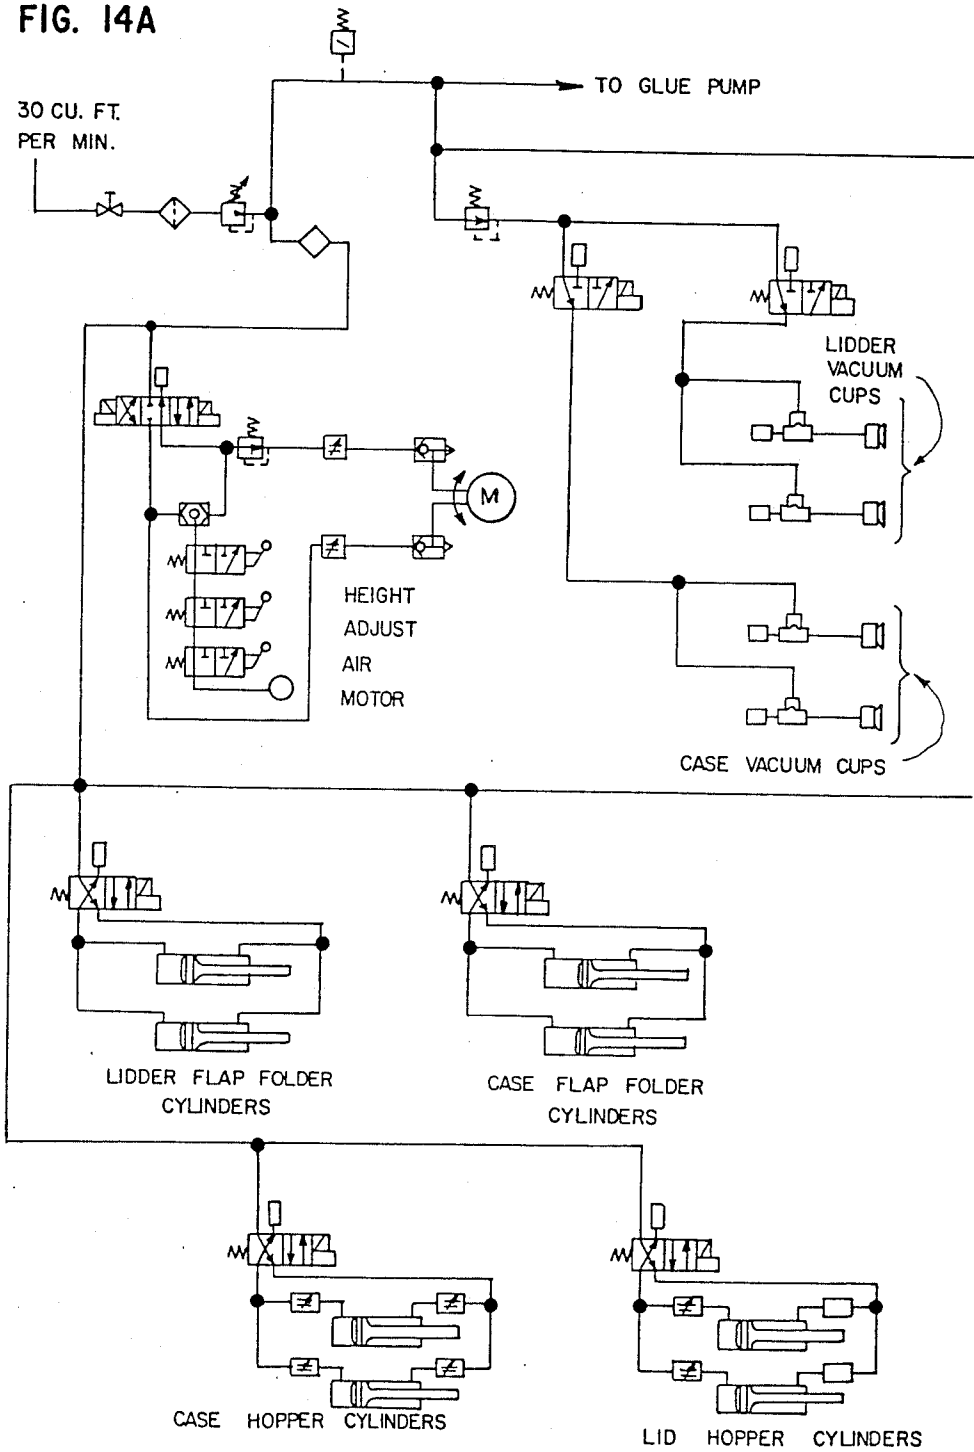 FIG. 14A
30 CU. FT.
PER MIN.
TO GLUE PUMP
LIDDER
VACUUM
CUPS
M
HEIGHT
ADJUST
AIR
MOTOR
CASE VACUUM CUPS
LIDDER FLAP FOLDER
CYLINDERS
CASE FLAP FOLDER
CYLINDERS
CASE HOPPER CYLINDERS
LID HOPPER CYLINDERS